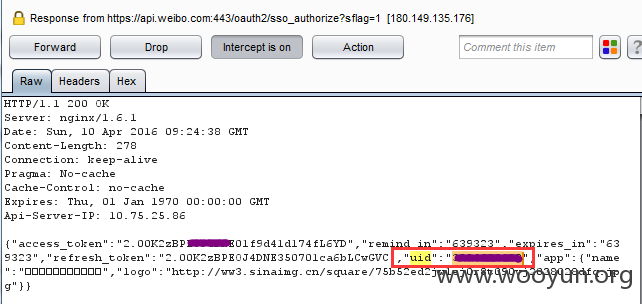 Response from https://api.weibo.com:443/oauth2/sso_authorize?sflag=1 [180.149.135.176]
Forward Drop Intercept is on Action Comment this item ?
Raw Headers Hex
HTTP/1.1 200 OK
Server: nginx/1.6.1
Date: Sun, 10 Apr 2016 09:24:38 GMT
Content-Length: 278
Connection: keep-alive
Pragma: No-cache
Cache-Control: no-cache
Expires: Thu, 01 Jan 1970 00:00:00 GMT
Api-Server-IP: 10.75.25.86
{"access_token":"2.00K2zBP E01f9d41d174fL6YD","remind_in":"639323","expires_in":"63
9323","refresh_token":"2.00K2zBPE0J4DNE350701ca6bLCwGVC","uid":" ","app":{"name
":"□□□□□□□□□□□","logo":"http://ww3.sinaimg.cn/square/
g"}}
www.wooyun.org